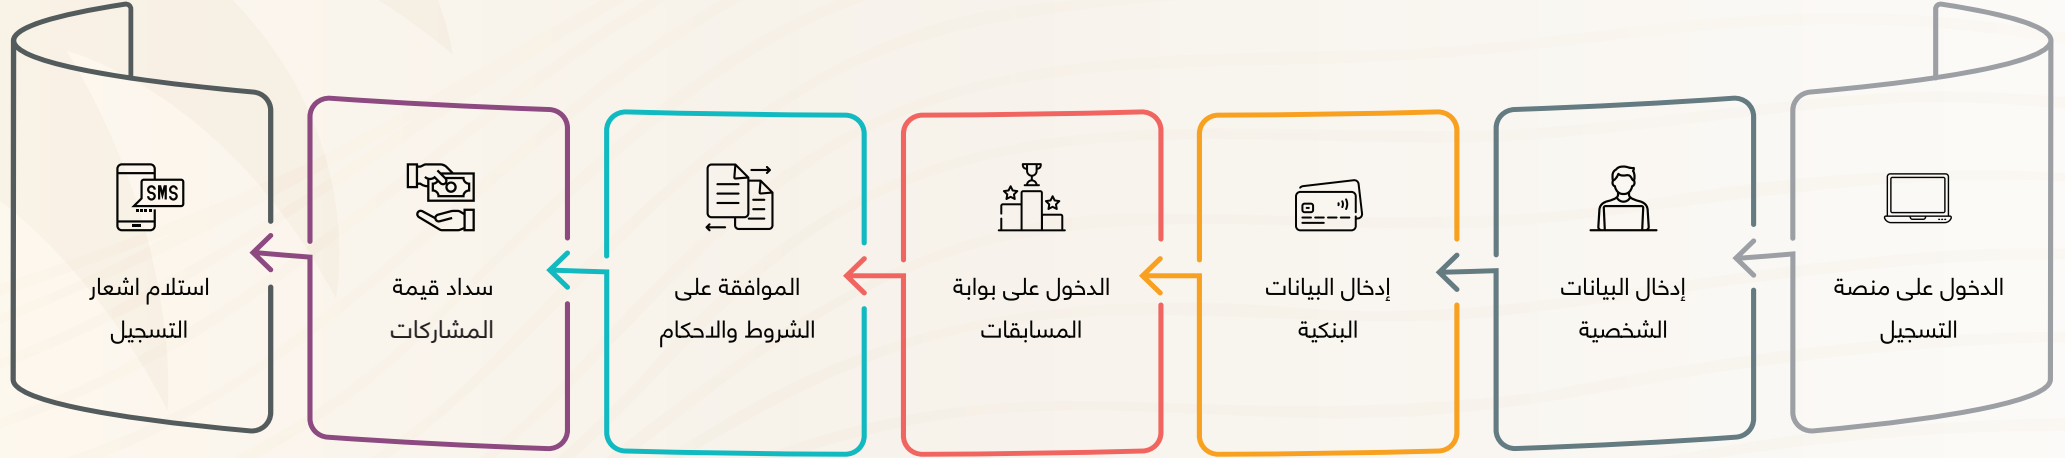 الدخول على منصة
التسجيل
إدخال البيانات
الشخصية
إدخال البيانات
البنكية
الدخول على بوابة
المسابقات
الموافقة على
الشروط والاحكام
سداد قيمة
المشاركات
SMS
استلام اشعار
التسجيل